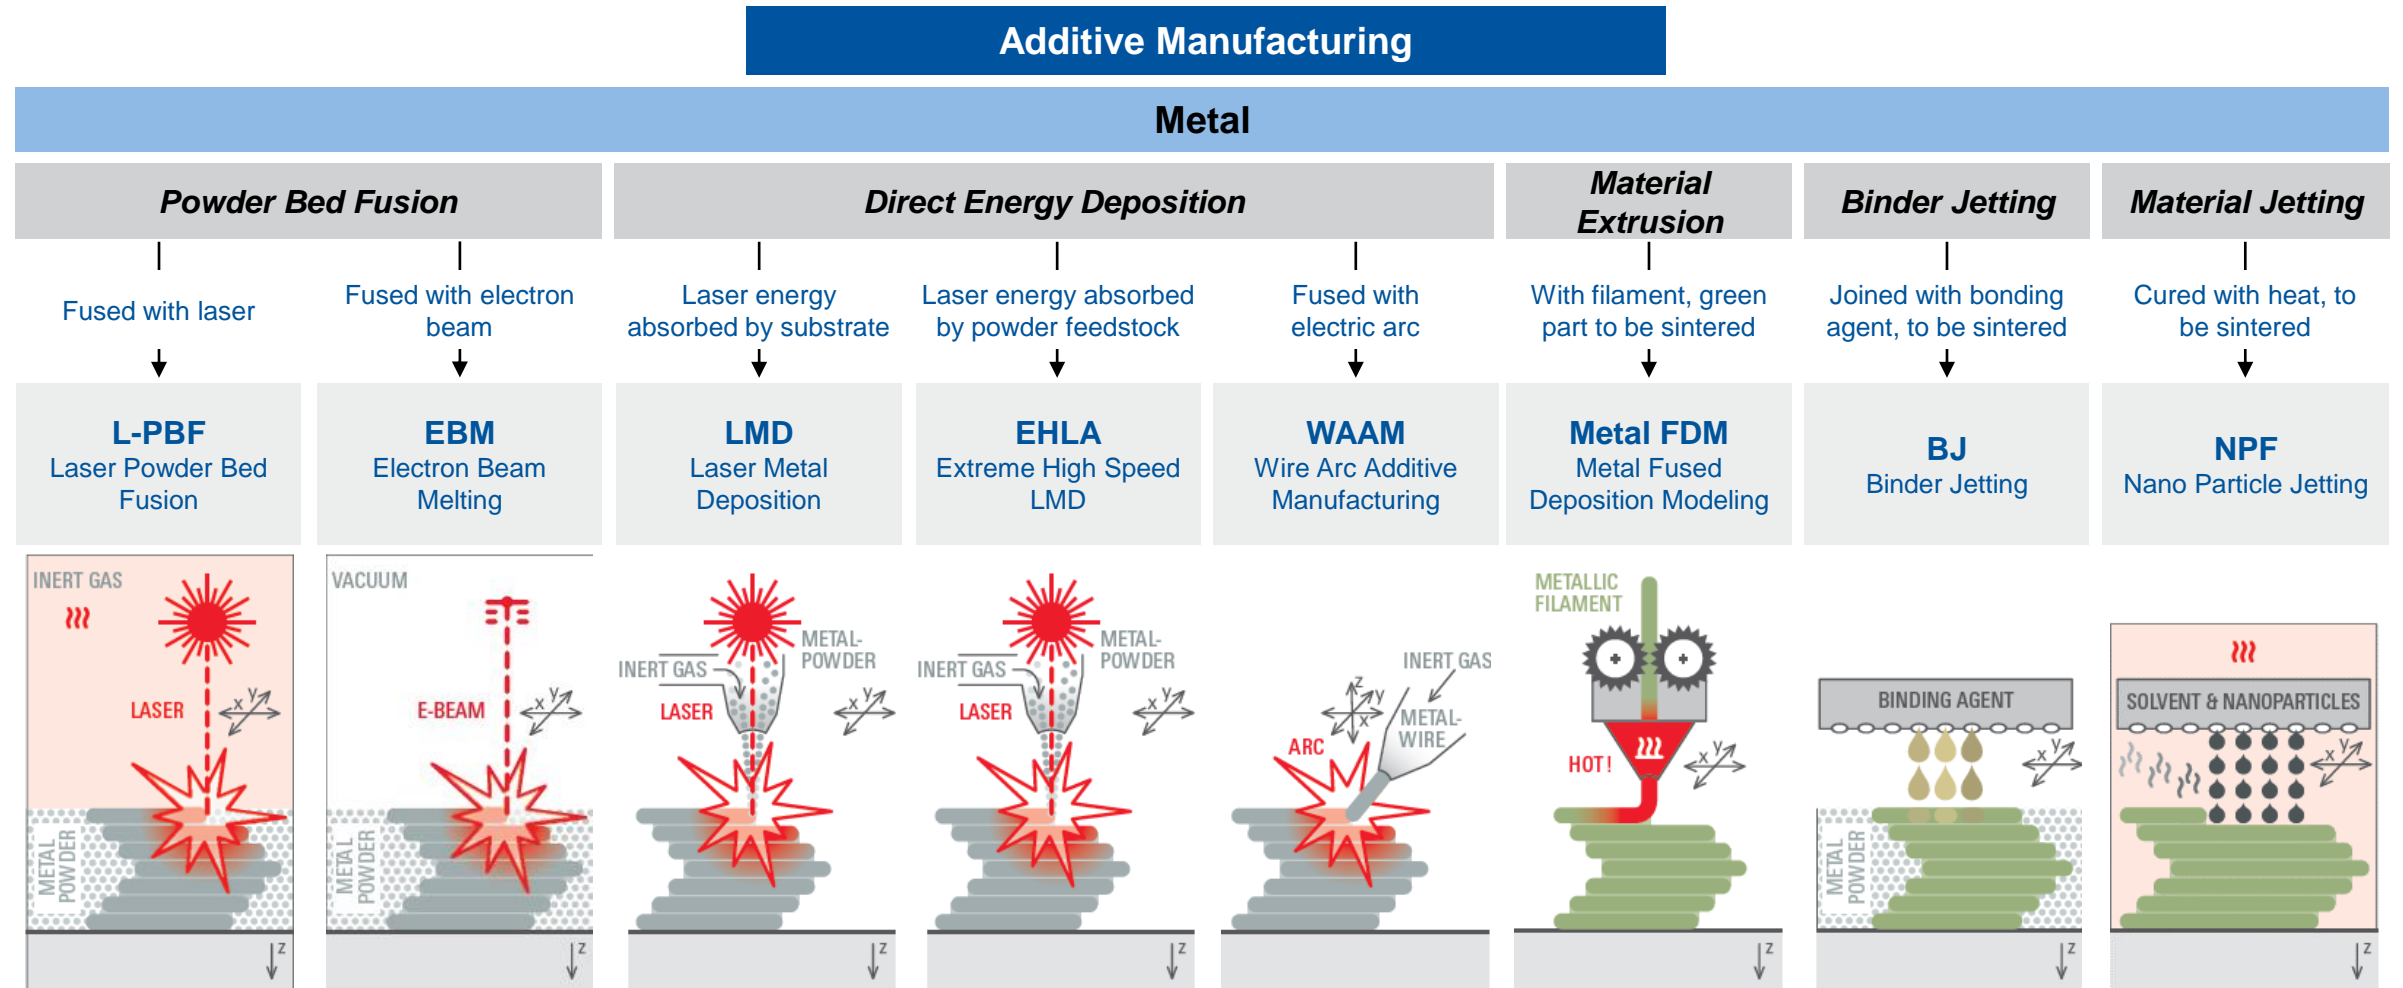 Additive Manufacturing
Metal
Powder Bed Fusion
Direct Energy Deposition
Material
Extrusion
Binder Jetting
Material Jetting
Fused with laser
Fused with electron
beam
Laser energy
absorbed by substrate
Laser energy absorbed
by powder feedstock
Fused with
electric arc
With filament, green
part to be sintered
Joined with bonding
agent, to be sintered
Cured with heat, to
be sintered
L-PBF
Laser Powder Bed
Fusion
EBM
Electron Beam
Melting
LMD
Laser Metal
Deposition
EHLA
Extreme High Speed
LMD
WAAM
Wire Arc Additive
Manufacturing
Metal FDM
Metal Fused
Deposition Modeling
BJ
Binder Jetting
NPF
Nano Particle Jetting
INERT GAS
LASER
x
y
METAL
POWDER
z
VACUUM
E-BEAM
x
y
METAL
POWDER
z
METAL-
POWDER
INERT GAS
LASER
x
y
z
METAL-
POWDER
INERT GAS
LASER
x
y
z
INERT GAS
z
y
x
METAL-
WIRE
ARC
METALLIC
FILAMENT
HOT!
x
y
z
BINDING AGENT
x
y
METAL
POWDER
z
SOLVENT & NANOPARTICLES
x
y
z